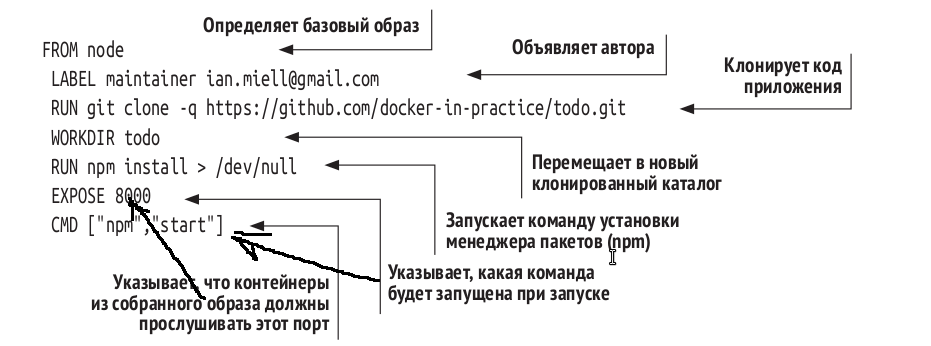 Определяет базовый образ
FROM node
Объявляет автора
LABEL maintainer ian.miell@gmail.com
Клонирует код
приложения
RUN git clone -q https://github.com/docker-in-practice/todo.git
WORKDIR todo
Перемещает в новый
клонированный каталог
RUN npm install > /dev/null
EXPOSE 8000
Запускает команду установки
менеджера пакетов (npm)
CMD ["npm","start"]
Указывает, что контейнеры
из собранного образа должны
прослушивать этот порт
Указывает, какая команда
будет запущена при запуске